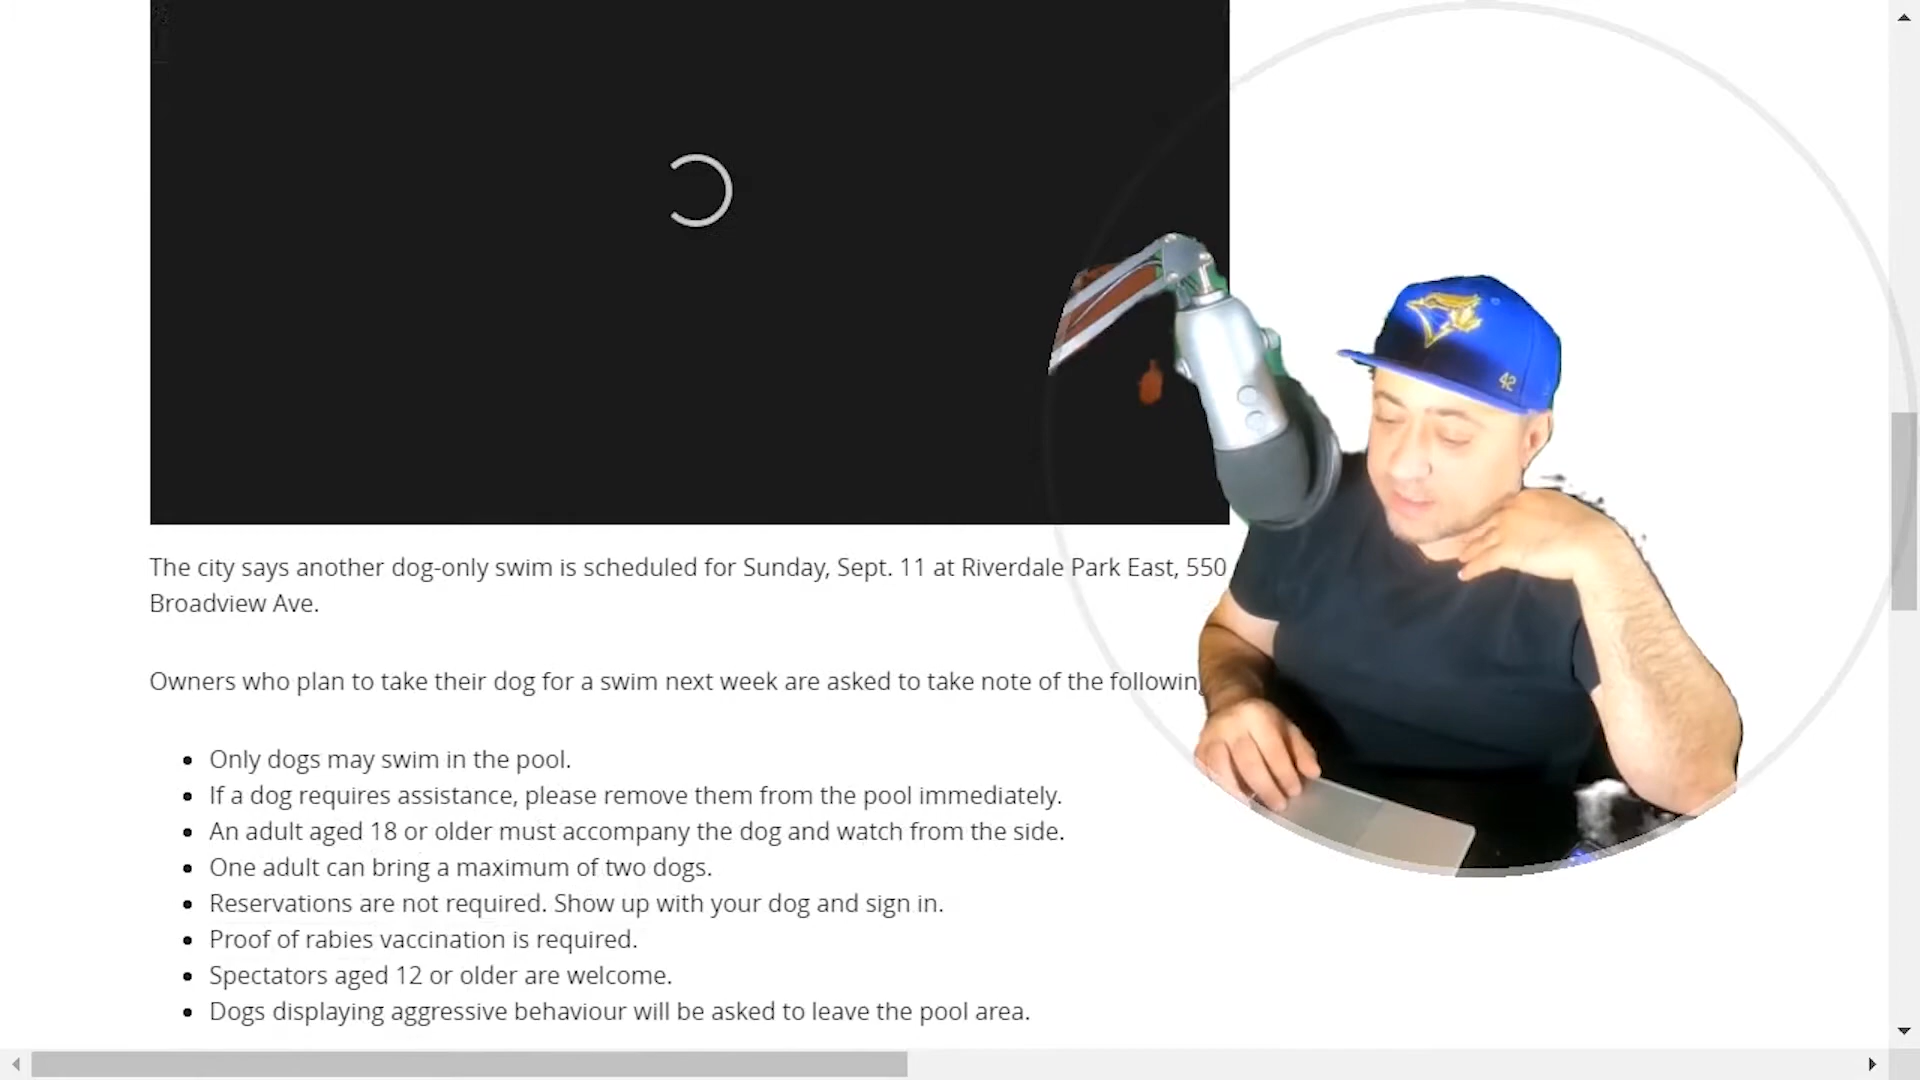 42
The city says another dog-only swim is scheduled for Sunday, Sept. 11 at Riverdale Park East, 550
Broadview Ave.
Owners who plan to take their dog for a swim next week are asked to take note of the
Only dogs may swim in the pool.
If a dog requires assistance, please remove them from the pool immediately.
An adult aged 18 or older must accompany the dog and watch from the side.
One adult can bring a maximum of two dogs.
Reservations are not required. Show up with your dog and sign in.
Proof of rabies vaccination is required.
Spectators aged 12 or older are welcome.
Dogs displaying aggressive behaviour will be asked to leave the pool area.